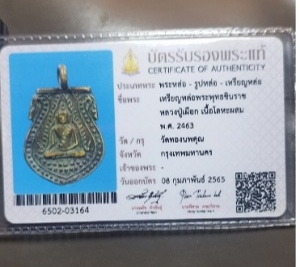 บัตรรับรองพระแท้
CERTIFICATE OF AUTHENTICITY
ประเภทพระ พระหล่อ - รูปหล่อ - เหรียญหล่อ
ชื่อพระ เหรียญหล่อพระพุทธชินราช
หลวงปู่เผือก เนื้อโลหะผสม
พ.ศ. 2463
วัด / กรุ วัดทองนพคุณ
จังหวัด กรุงเทพมหานคร
เจ้าของพระ -
วันออกบัตร 08 กุมภาพันธ์ 2565
6502-03164